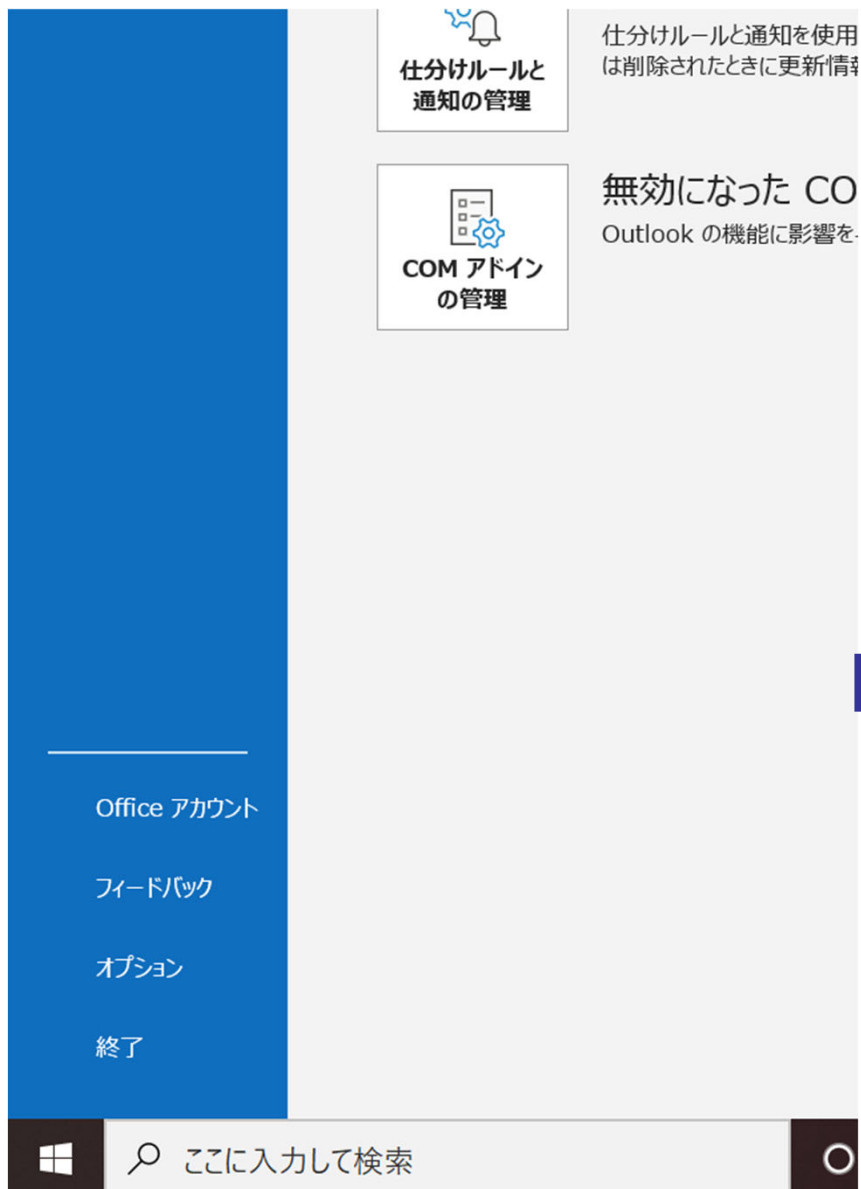 仕分けルールと
通知の管理
仕分けルールと通知を使用
は削除されたときに更新情
COM アドイン
の管理
無効になった CO
Outlook の機能に影響を
Office アカウント
フィードバック
オプション
終了
ここに入力して検索